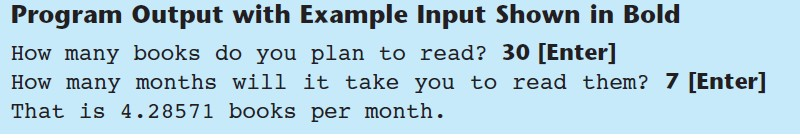 Program Output with Example Input Shown in Bold
How many books do you plan to read? 30 [Enter]
How many months will it take you to read them? 7 [Enter]
That is 4.28571 books per month.